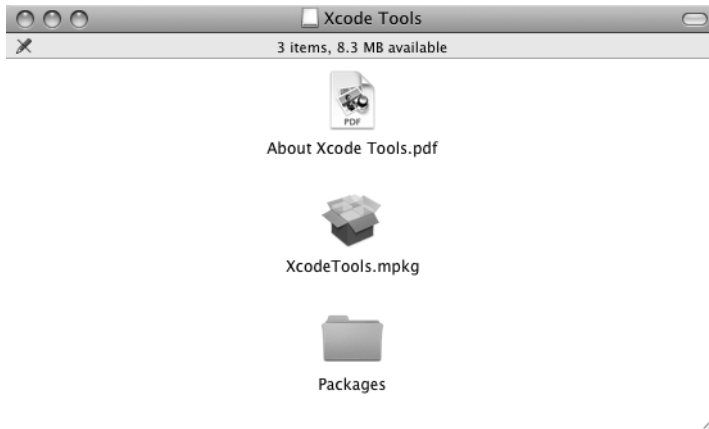 Xcode Tools
3 items, 8.3 MB available
PDF
About Xcode Tools.pdf
XcodeTools.mpkg
Packages